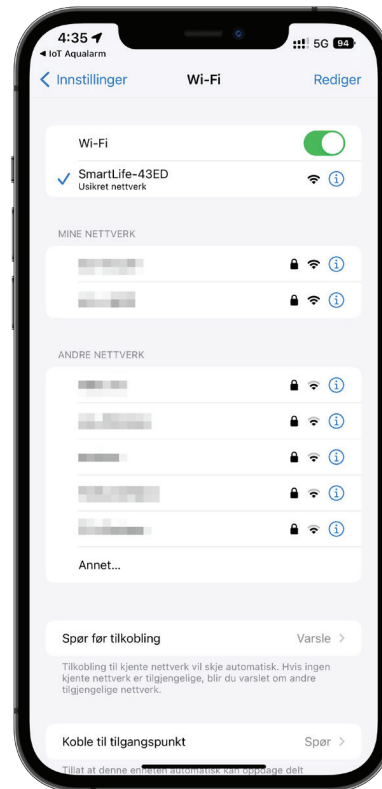 4:35
5G 94
◀ IoT Aqualarm
Innstillinger Wi-Fi Rediger
Wi-Fi
SmartLife-43ED
Usikret nettverk
MINE NETTVERK
ANDRE NETTVERK
Annet...
Spør før tilkobling Varsle
Tilkobling til kjente nettverk vil skje automatisk. Hvis ingen
kjente nettverk er tilgjengelige, blir du varslet om andre
tilgjengelige nettverk.
Koble til tilgangspunkt Spør
Tillat at denne enheten automatisk kan oppdage delt